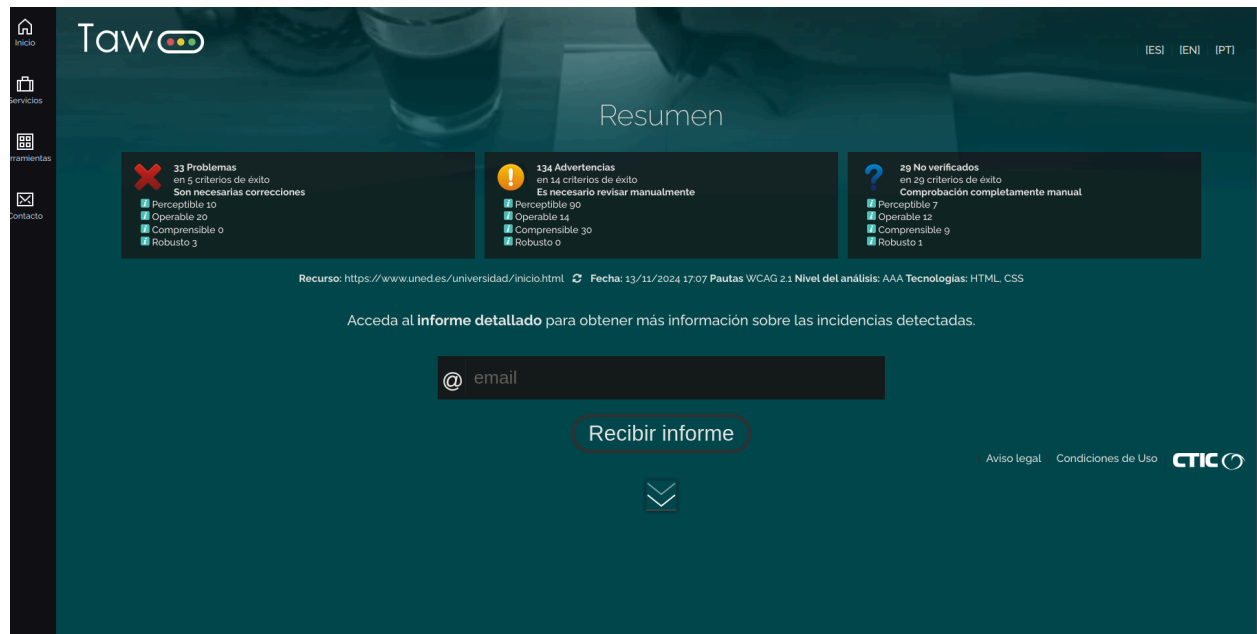 Inicio
Servicios
rramientas
Contacto
Taw
[ES] [EN] [PT]
Resumen
33 Problemas
en 5 criterios de éxito
Son necesarias correcciones
Perceptible 10
Operable 20
Comprensible 0
Robusto 3
134 Advertencias
en 14 criterios de éxito
Es necesario revisar manualmente
Perceptible 90
Operable 14
Comprensible 30
Robusto 0
29 No verificados
en 29 criterios de éxito
Comprobación completamente manual
Perceptible 7
Operable 12
Comprensible 9
Robusto 1
Recurso: https://www.uned.es/universidad/inicio.html Fecha: 13/11/2024 17:07 Pautas WCAG 2.1 Nivel del análisis: AAA Tecnologías: HTML, CSS
Acceda al informe detallado para obtener más información sobre las incidencias detectadas.
@ email
Recibir informe
Aviso legal Condiciones de Uso CTIC